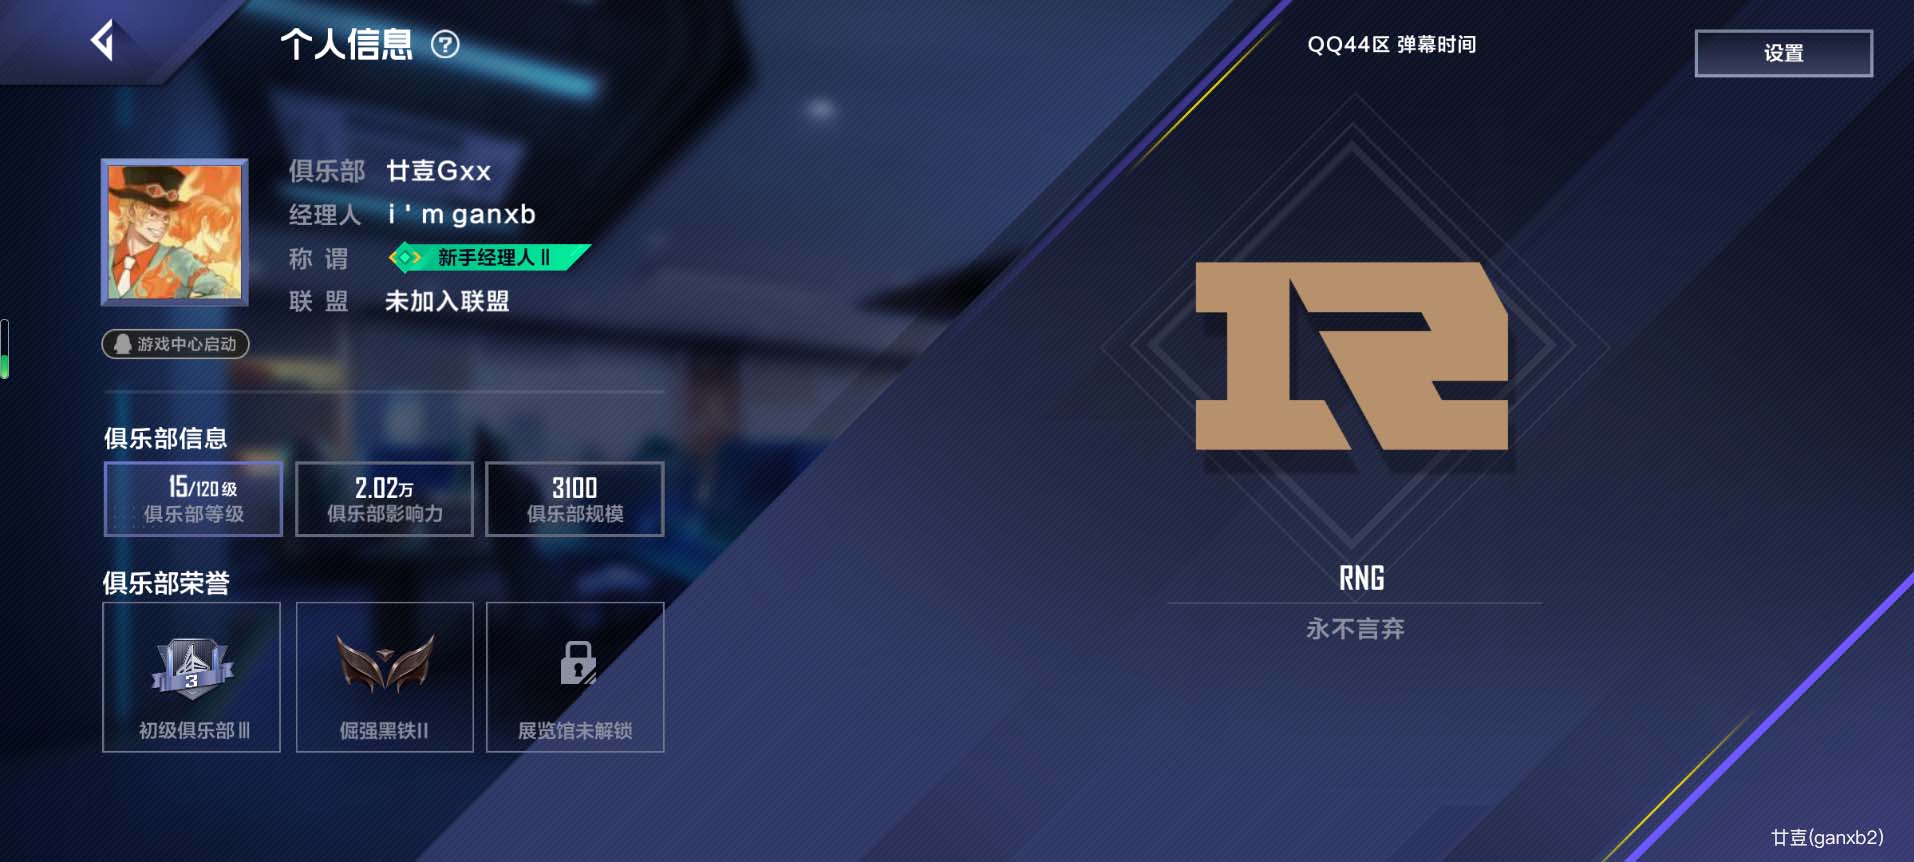 个人信息 ?
QQ44区 弹幕时间
设置
俱乐部 廿壴Gxx
经理人 i ' m ganxb
称 谓 新手经理人 II
联 盟 未加入联盟
游戏中心启动
俱乐部信息
15/120级
俱乐部等级
2.02万
俱乐部影响力
3100
俱乐部规模
俱乐部荣誉
3
初级俱乐部III
倔强黑铁II
展览馆未解锁
RNG
永不言弃
廿壴(ganxb2)